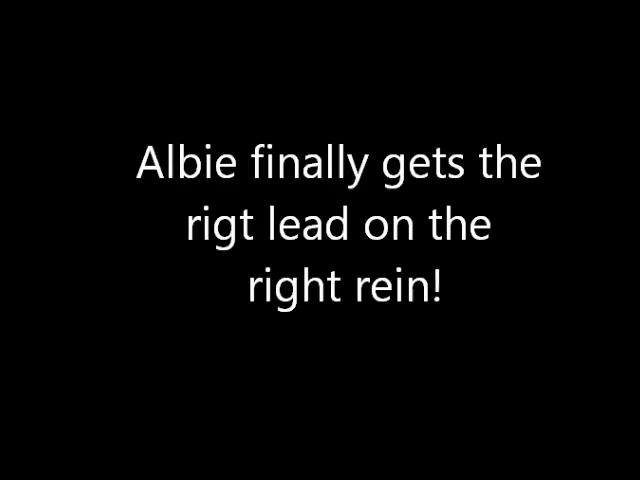 Albie finally gets the
rigt lead on the
right rein!